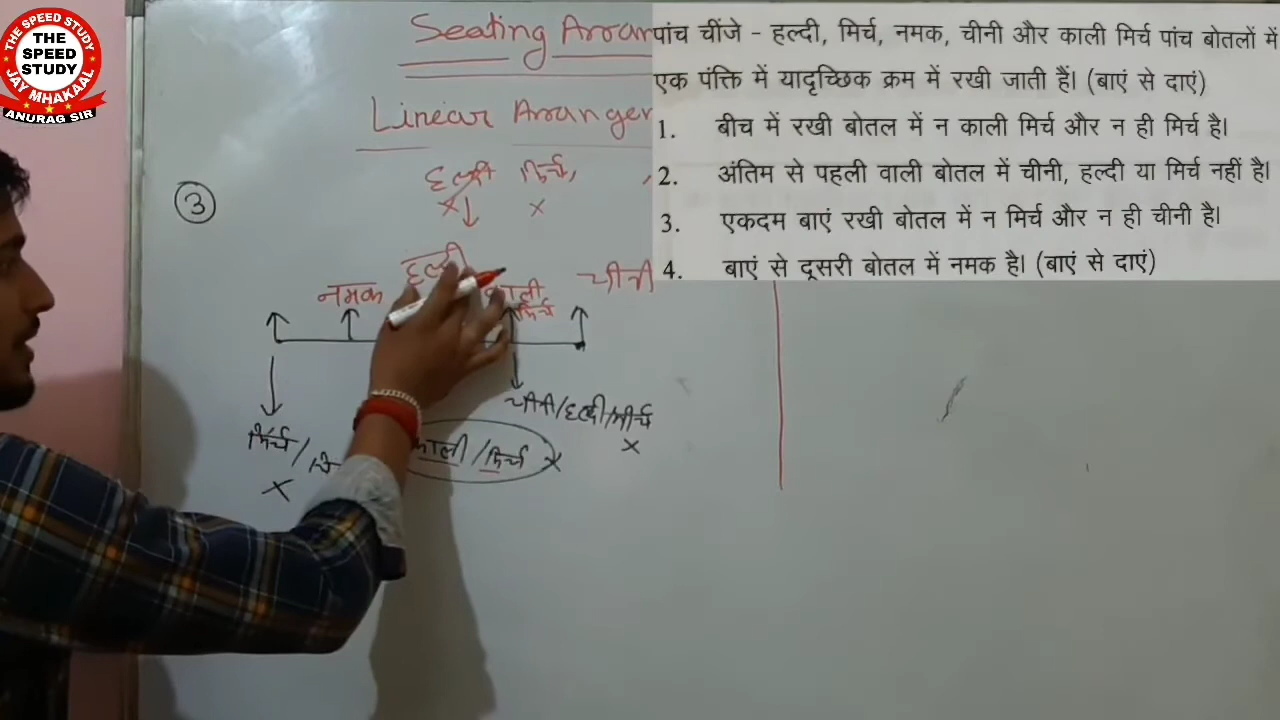 THE SPEED STUDY
THE
SPEED
STUDY
JAY MHAKAAL
ANURAG SIR
Seating Arran
Linear Arrangem
पांच चींजे - हल्दी, मिर्च, नमक, चीनी और काली मिर्च पांच बोतलों में
एक पंक्ति में यादृच्छिक क्रम में रखी जाती हैं। (बाएं से दाएं)
1. बीच में रखी बोतल में न काली मिर्च और न ही मिर्च है।
2. अंतिम से पहली वाली बोतल में चीनी, हल्दी या मिर्च नहीं है।
3. एकदम बाएं रखी बोतल में न मिर्च और न ही चीनी है।
4. बाएं से दूसरी बोतल में नमक है। (बाएं से दाएं)
3
हल्दी मिर्च,
x x
नमक हल्दी काली मिर्च चीनी
चीनी/हल्दी/मिर्च
x
मिर्च/
x
काली/मिर्च x